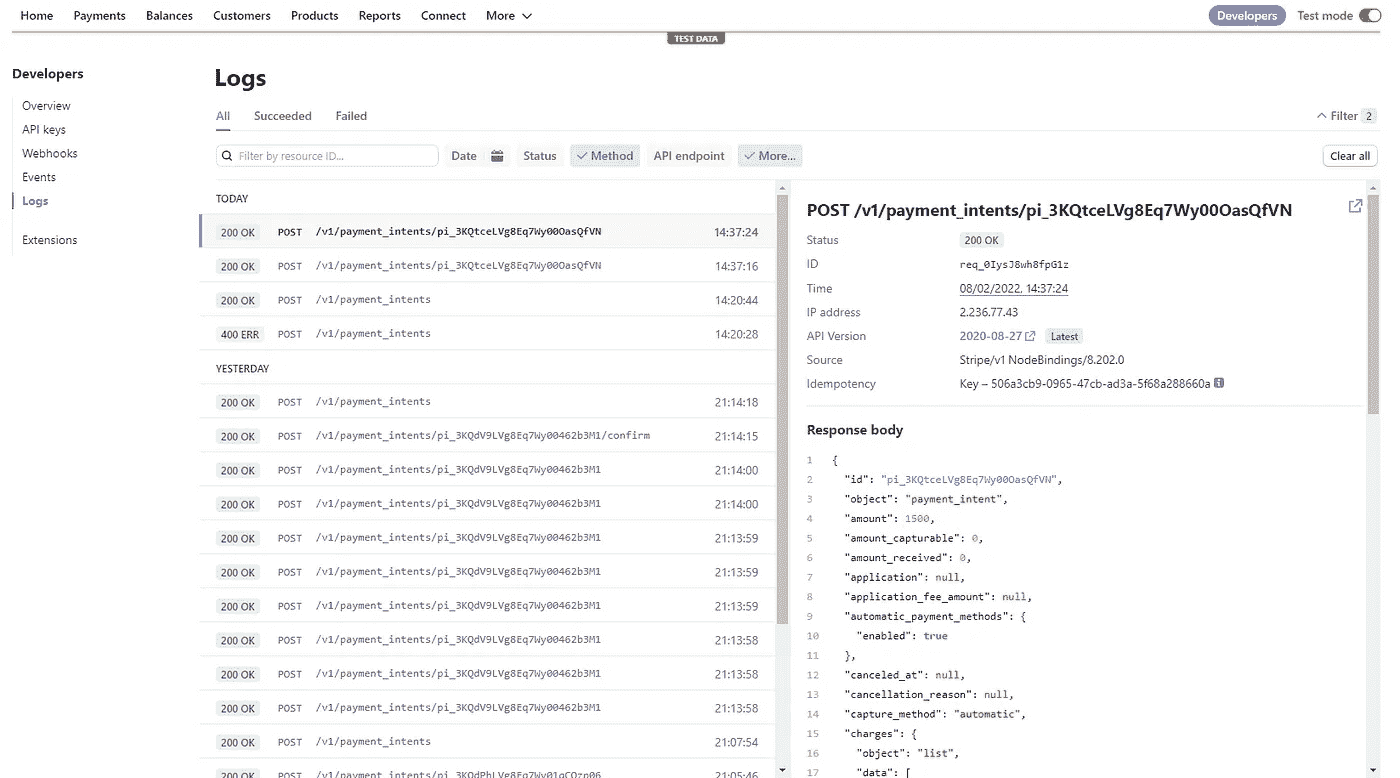 Home Payments Balances Customers Products Reports Connect More Developers Test mode
TEST DATA
Developers
Overview
API keys
Webhooks
Events
Logs
Extensions
Logs
All Succeeded Failed Filter 2
Filter by resource ID... Date Status Method API endpoint More... Clear all
TODAY
200 OK POST /v1/payment_intents/pi_3KQtceLVg8Eq7Wy00OasQfVN 14:37:24
200 OK POST /v1/payment_intents/pi_3KQtceLVg8Eq7Wy00OasQfVN 14:37:16
200 OK POST /v1/payment_intents 14:20:44
400 ERR POST /v1/payment_intents 14:20:28
YESTERDAY
200 OK POST /v1/payment_intents 21:14:18
200 OK POST /v1/payment_intents/pi_3KQdV9LVg8Eq7Wy00462b3M1/confirm 21:14:15
200 OK POST /v1/payment_intents/pi_3KQdV9LVg8Eq7Wy00462b3M1 21:14:00
200 OK POST /v1/payment_intents/pi_3KQdV9LVg8Eq7Wy00462b3M1 21:14:00
200 OK POST /v1/payment_intents/pi_3KQdV9LVg8Eq7Wy00462b3M1 21:13:59
200 OK POST /v1/payment_intents/pi_3KQdV9LVg8Eq7Wy00462b3M1 21:13:59
200 OK POST /v1/payment_intents/pi_3KQdV9LVg8Eq7Wy00462b3M1 21:13:59
200 OK POST /v1/payment_intents/pi_3KQdV9LVg8Eq7Wy00462b3M1 21:13:58
200 OK POST /v1/payment_intents/pi_3KQdV9LVg8Eq7Wy00462b3M1 21:13:58
200 OK POST /v1/payment_intents/pi_3KQdV9LVg8Eq7Wy00462b3M1 21:13:58
200 OK POST /v1/payment_intents 21:07:54
200 OK POST 21:05:46
POST /v1/payment_intents/pi_3KQtceLVg8Eq7Wy00OasQfVN
Status 200 OK
ID req_0IysJ8wh8fpG1z
Time 08/02/2022, 14:37:24
IP address 2.236.77.43
API Version 2020-08-27 Latest
Source Stripe/v1 NodeBindings/8.202.0
Idempotency Key – 506a3cb9-0965-47cb-ad3a-5f68a288660a
Response body
1 {
2 "id": "pi_3KQtceLVg8Eq7Wy00OasQfVN",
3 "object": "payment_intent",
4 "amount": 1500,
5 "amount_capturable": 0,
6 "amount_received": 0,
7 "application": null,
8 "application_fee_amount": null,
9 "automatic_payment_methods": {
10 "enabled": true
11 },
12 "canceled_at": null,
13 "cancellation_reason": null,
14 "capture_method": "automatic",
15 "charges": {
16 "object": "list",
17 "data": [